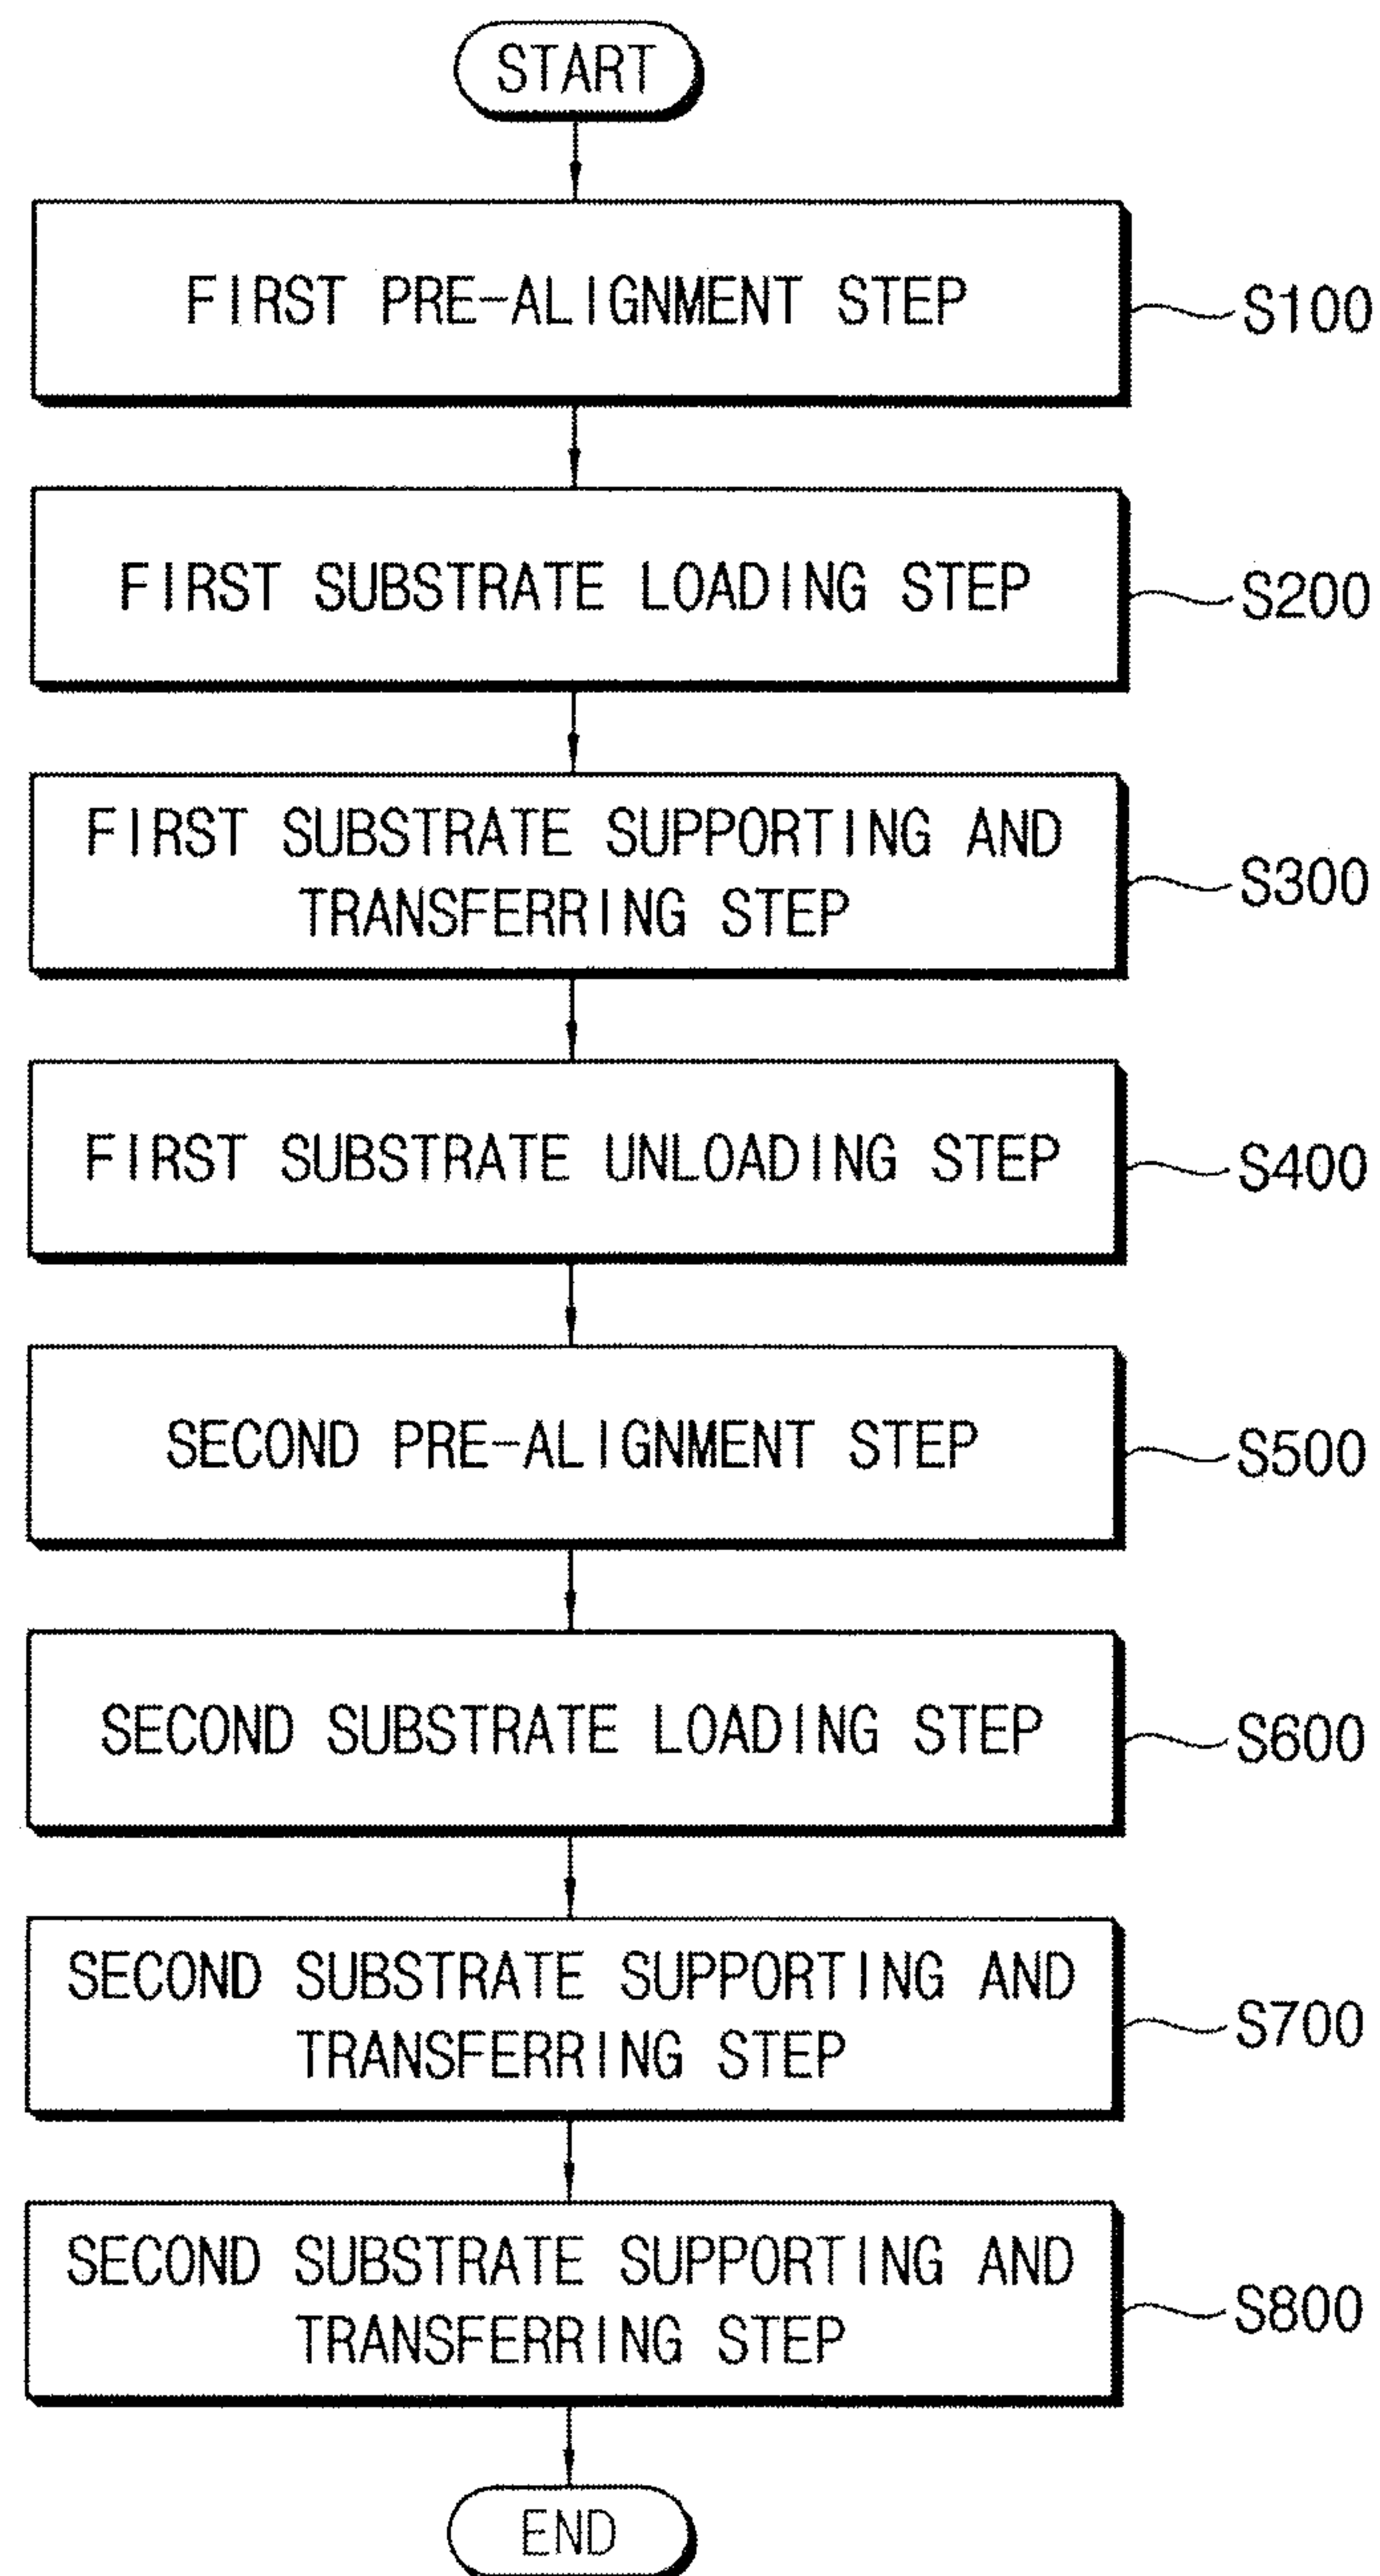 START
FIRST PRE-ALIGNMENT STEP
S100
FIRST SUBSTRATE LOADING STEP
S200
FIRST SUBSTRATE SUPPORTING AND
TRANSFERRING STEP
S300
FIRST SUBSTRATE UNLOADING STEP
S400
SECOND PRE-ALIGNMENT STEP
S500
SECOND SUBSTRATE LOADING STEP
S600
SECOND SUBSTRATE SUPPORTING AND
TRANSFERRING STEP
S700
SECOND SUBSTRATE SUPPORTING AND
TRANSFERRING STEP
S800
END